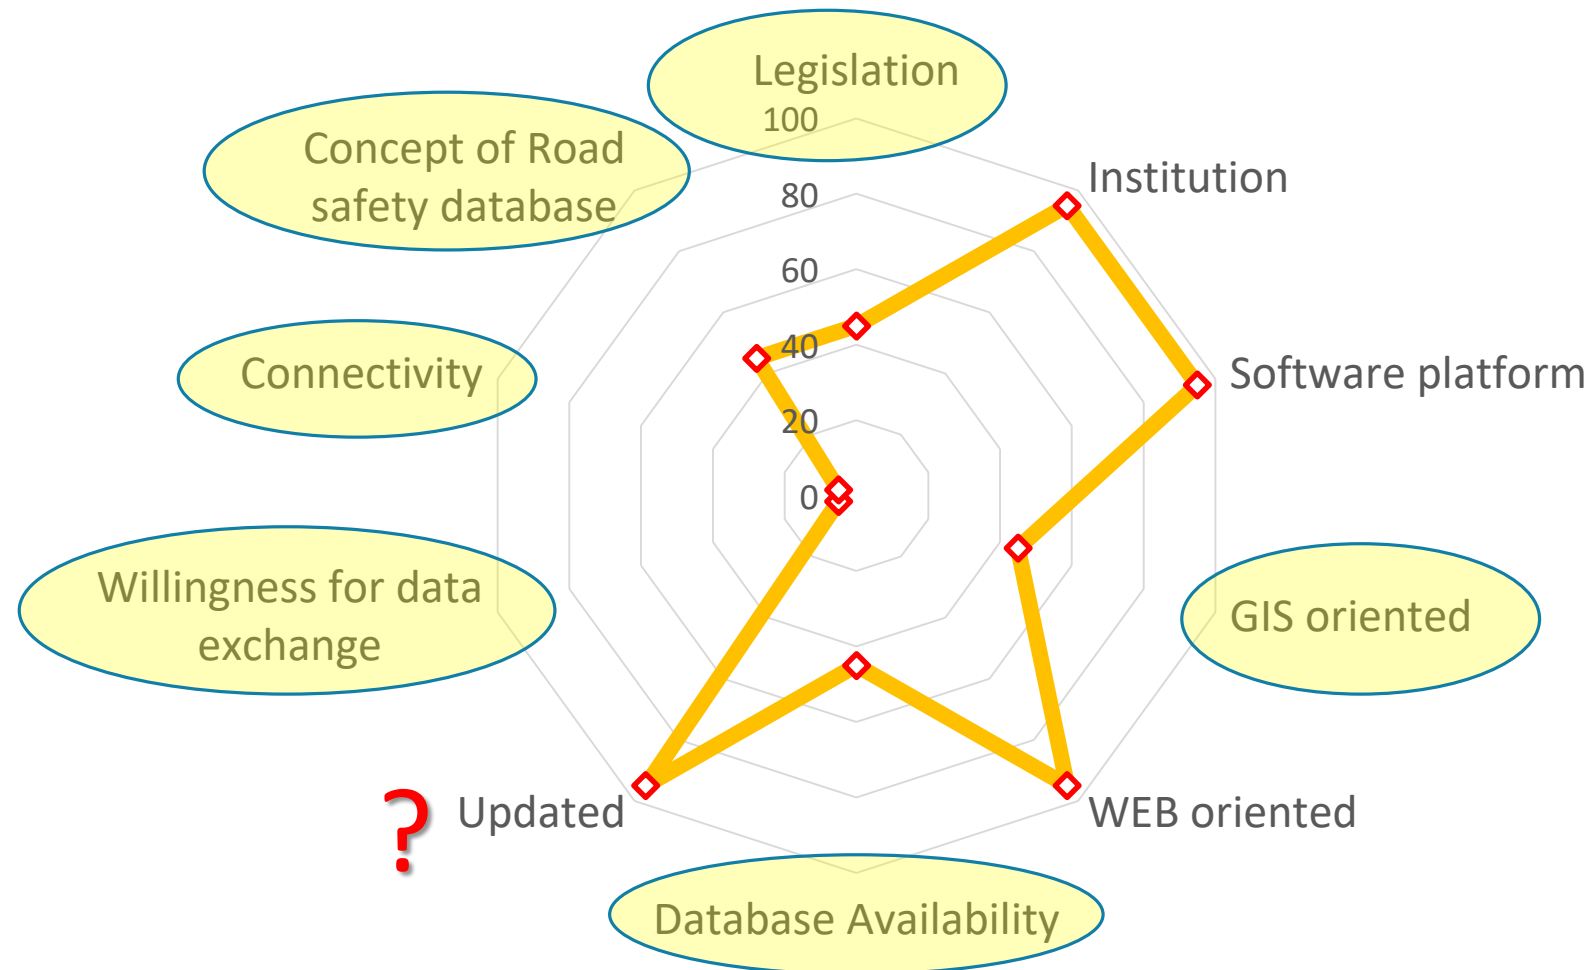 Legislation
100
Concept of Road
safety database
Institution
80
60
40
Connectivity
Software platform
20
0
Willingness for data
exchange
GIS oriented
?
Updated
WEB oriented
Database Availability